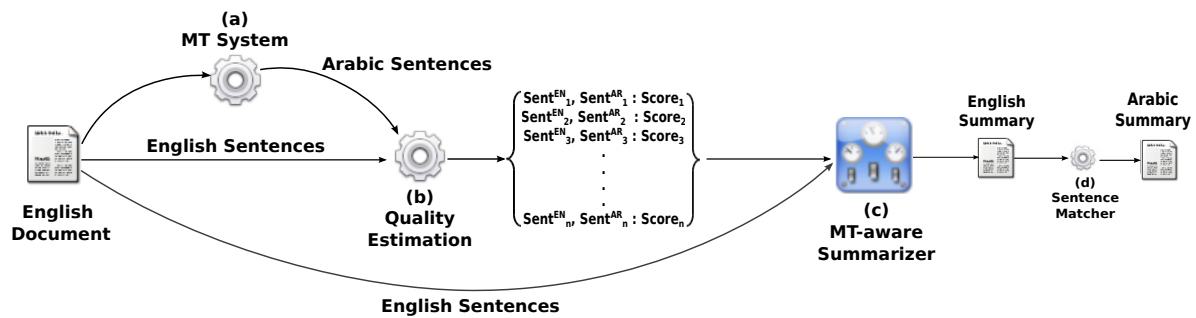 (a)
MT System
Arabic Sentences
English Sentences
English
Document
(b)
Quality
Estimation
Sent^EN_1, Sent^AR_1 : Score_1
Sent^EN_2, Sent^AR_2 : Score_2
Sent^EN_3, Sent^AR_3 : Score_3
.
.
.
.
Sent^EN_n, Sent^AR_n : Score_n
English Sentences
(c)
MT-aware
Summarizer
English
Summary
(d)
Sentence
Matcher
Arabic
Summary